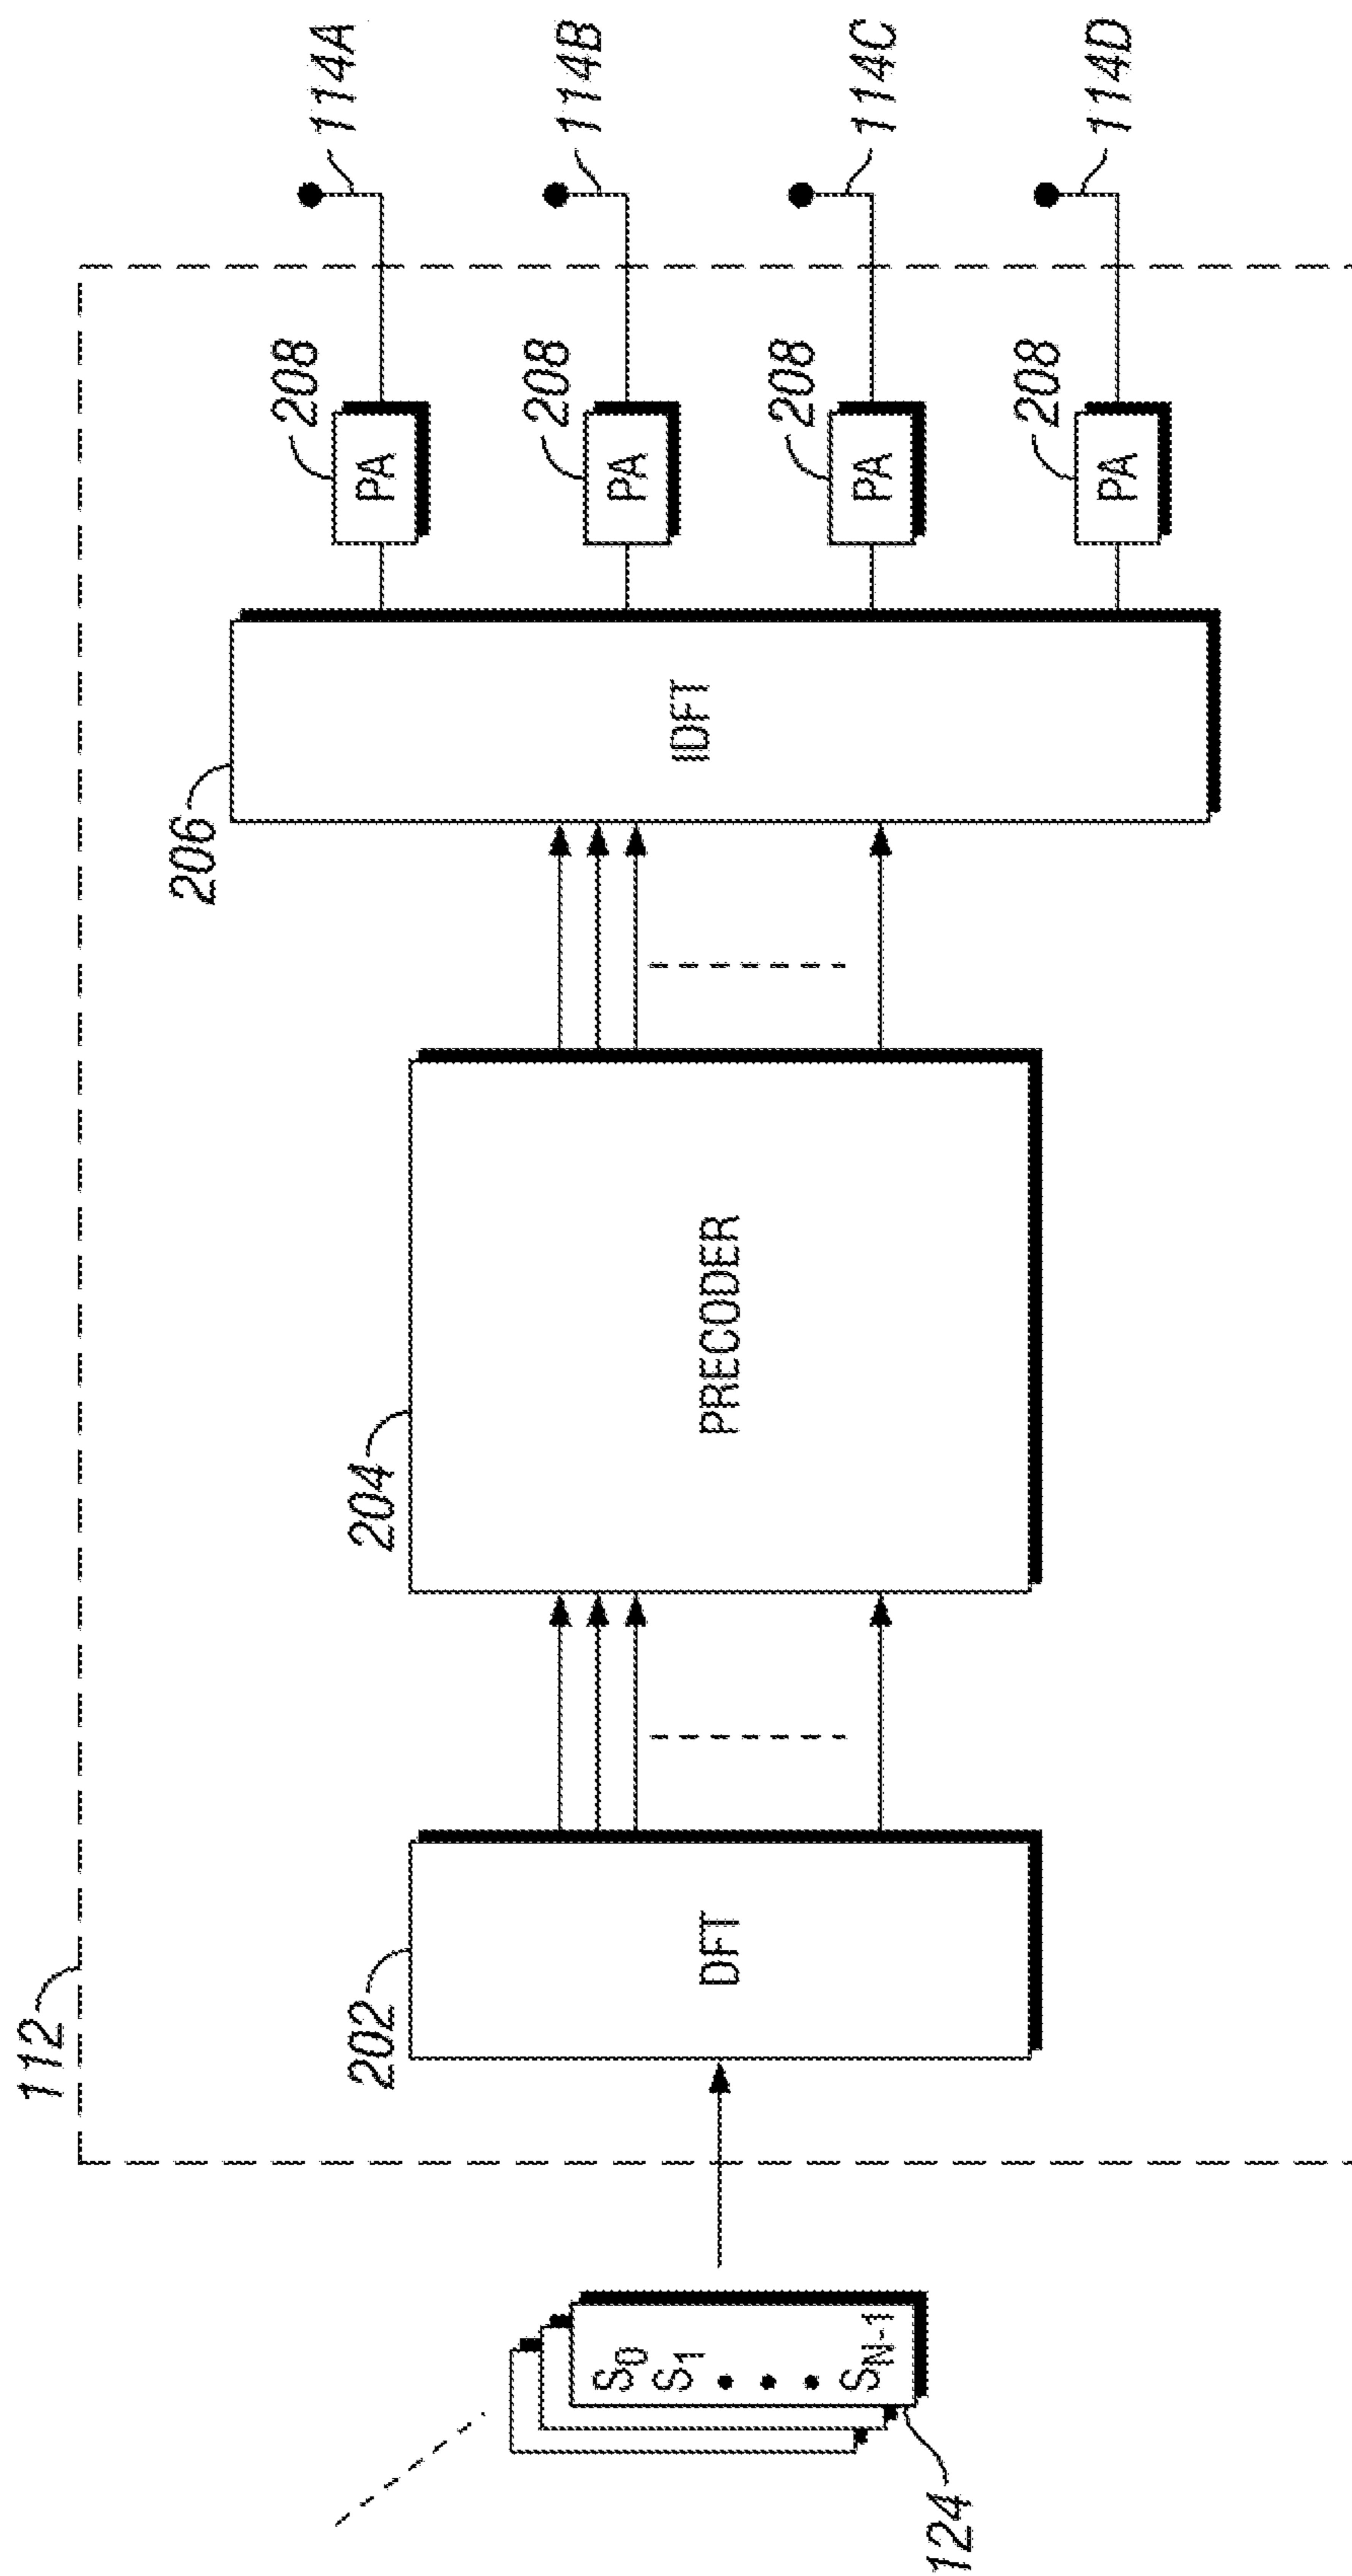 112
124
S0
S1
SN-1
202
DFT
204
PRECODER
206
IDFT
208
PA
114A
208
PA
114B
208
PA
114C
208
PA
114D